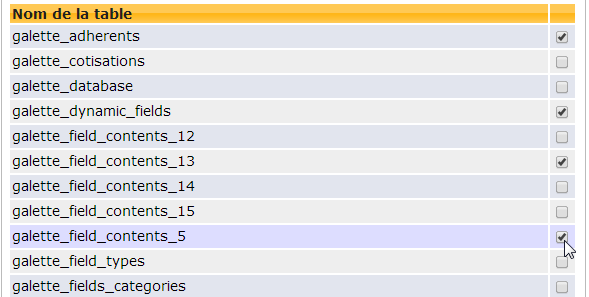 Nom de la table
galette_adherents
galette_cotisations
galette_database
galette_dynamic_fields
galette_field_contents_12
galette_field_contents_13
galette_field_contents_14
galette_field_contents_15
galette_field_contents_5
galette_field_types
galette_fields_categories